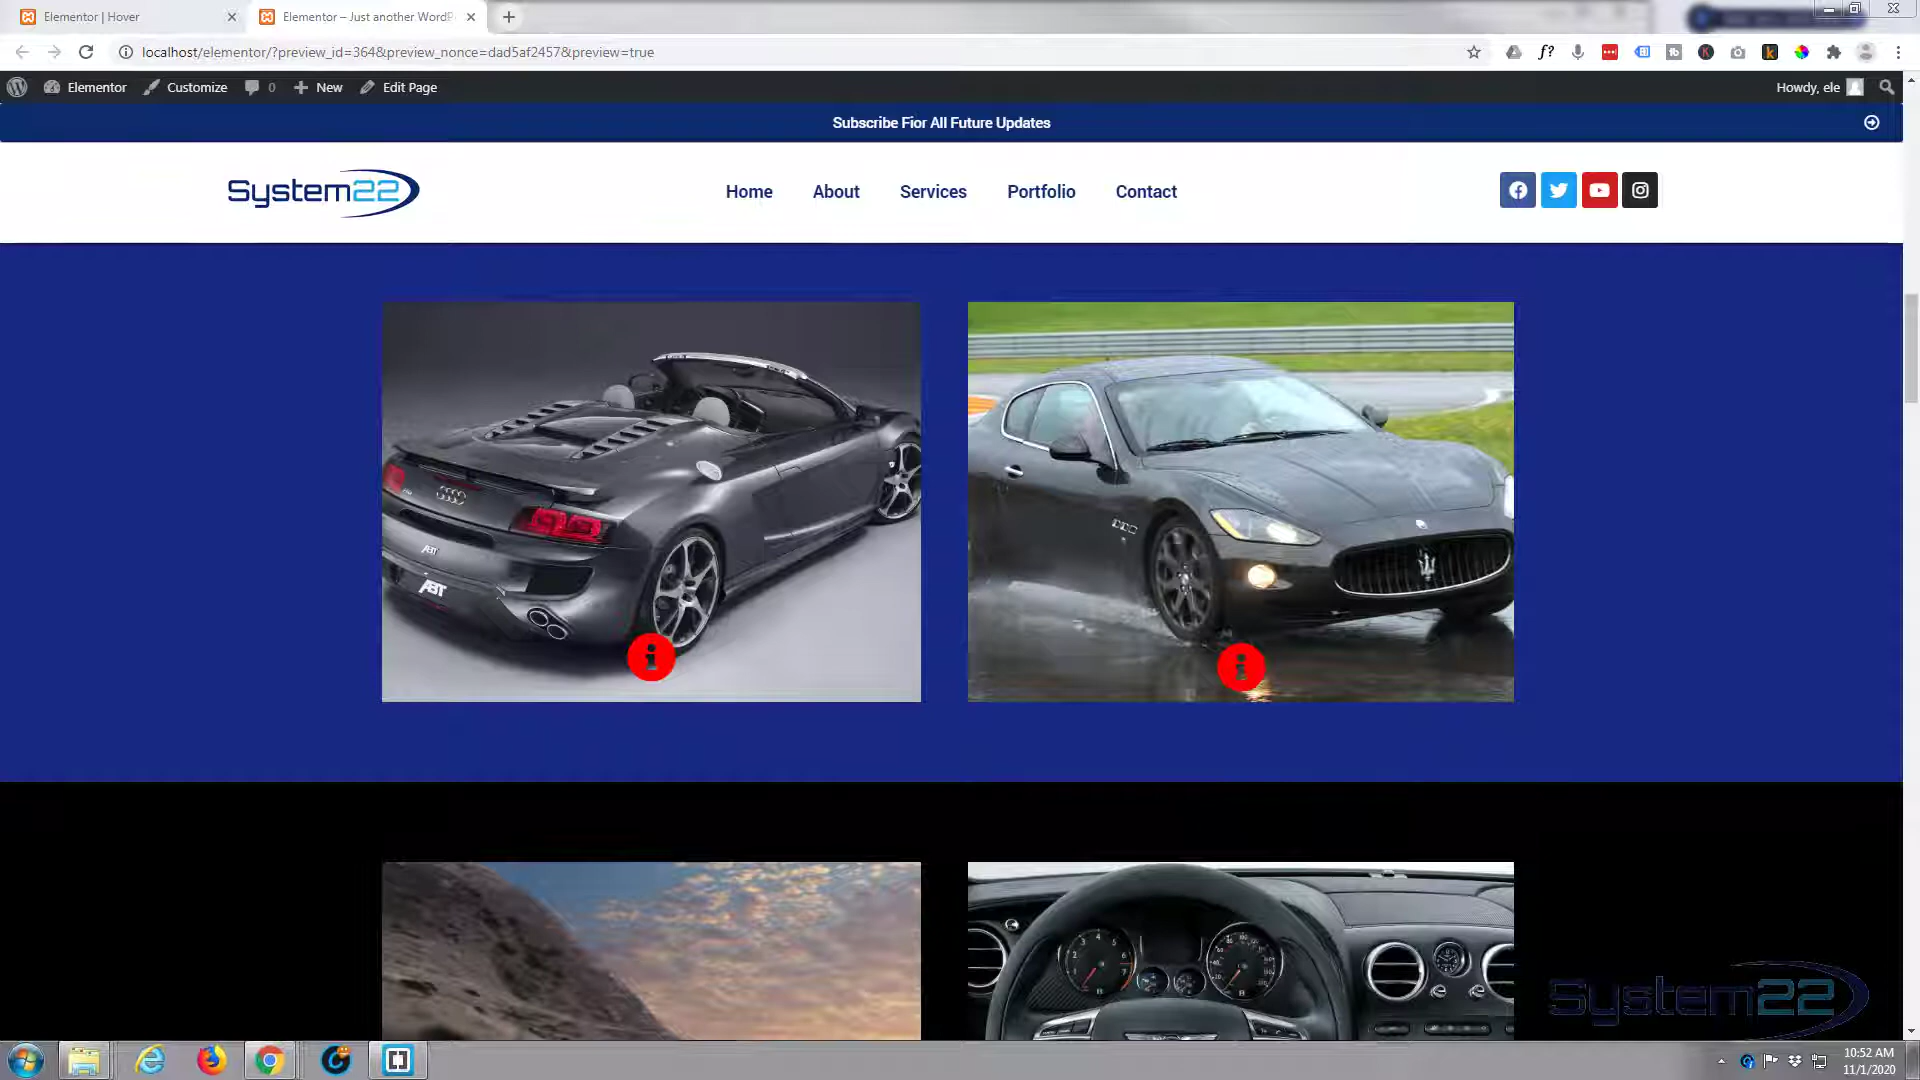 Elementor | Hover
Elementor – Just another WordP
localhost/elementor/?preview_id=364&preview_nonce=dad5af2457&preview=true
Elementor Customize 0 New Edit Page Howdy, ele
Subscribe Fior All Future Updates
System22 Home About Services Portfolio Contact
ABT
ABT
System22
10:52 AM
11/1/2020